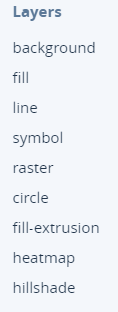 Layers
background
fill
line
symbol
raster
circle
fill-extrusion
heatmap
hillshade